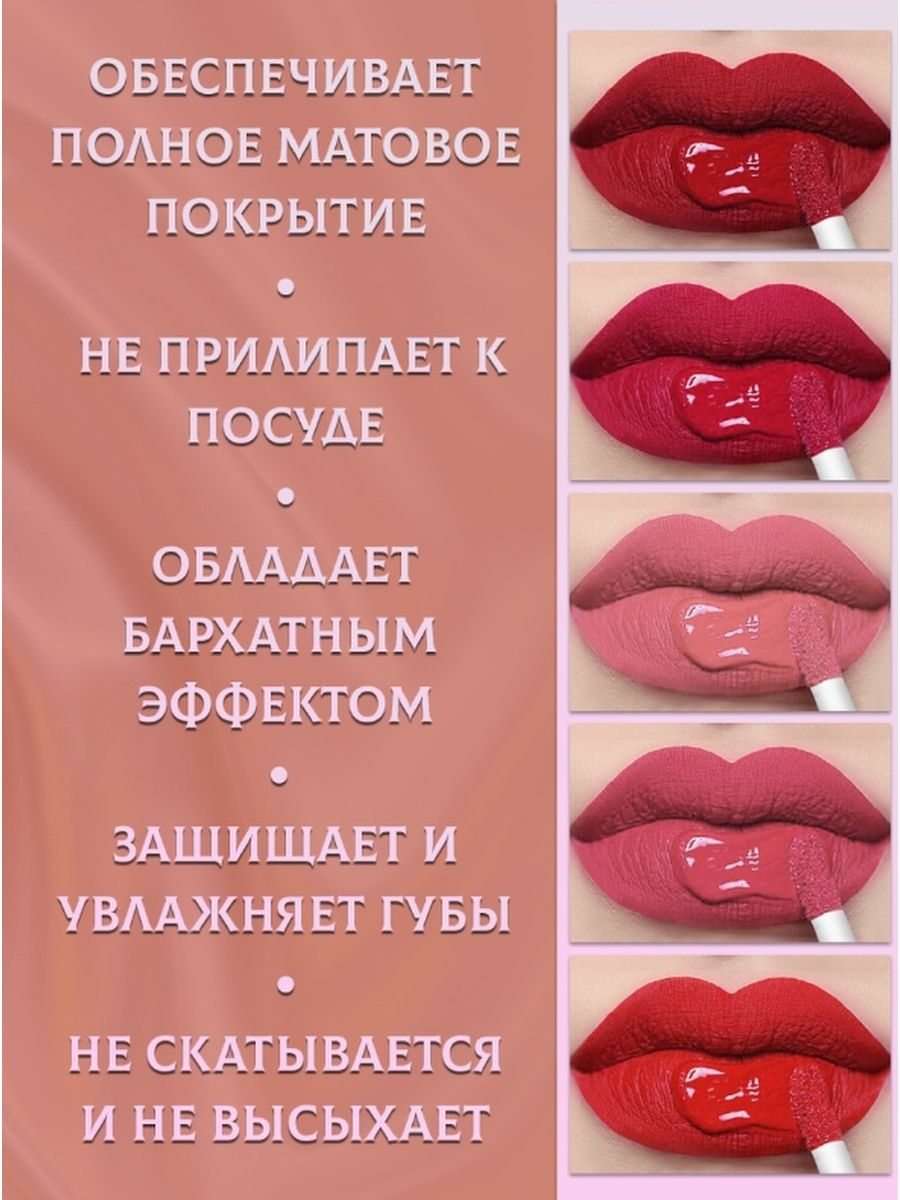 ОБЕСПЕЧИВАЕТ
ПОЛНОЕ МАТОВОЕ
ПОКРЫТИЕ
•
НЕ ПРИЛИПАЕТ К
ПОСУДЕ
•
ОБЛАДАЕТ
БАРХАТНЫМ
ЭФФЕКТОМ
•
ЗАЩИЩАЕТ И
УВЛАЖНЯЕТ ГУБЫ
•
НЕ СКАТЫВАЕТСЯ
И НЕ ВЫСЫХАЕТ